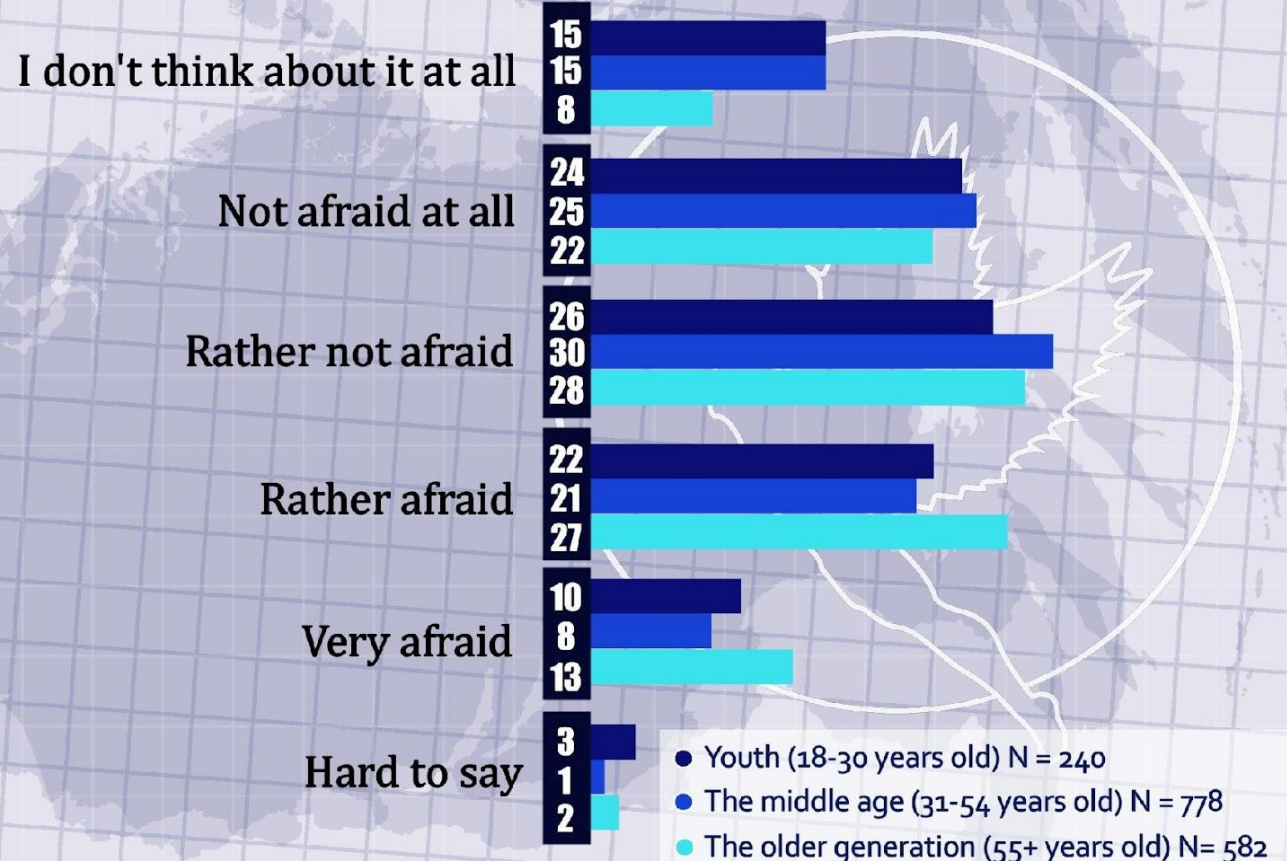 I don't think about it at all
15
15
8
Not afraid at all
24
25
22
Rather not afraid
26
30
28
Rather afraid
22
21
27
Very afraid
10
8
13
Hard to say
3
1
2
Youth (18-30 years old) N = 240
The middle age (31-54 years old) N = 778
The older generation (55+ years old) N= 582